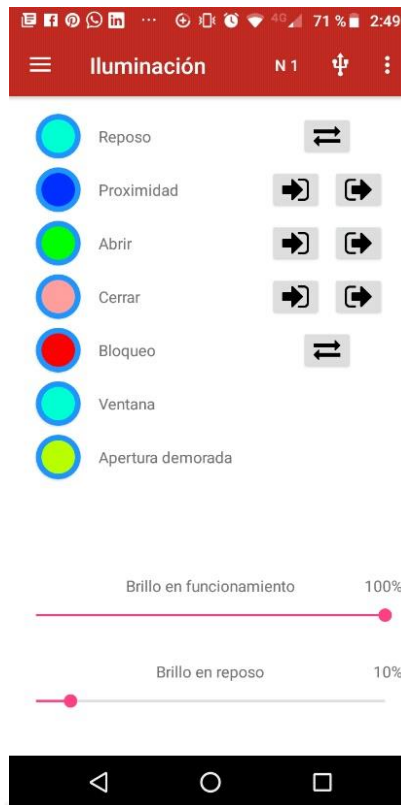 4G 71 % 2:49
Iluminación N 1
Reposo
Proximidad
Abrir
Cerrar
Bloqueo
Ventana
Apertura demorada
Brillo en funcionamiento 100%
Brillo en reposo 10%